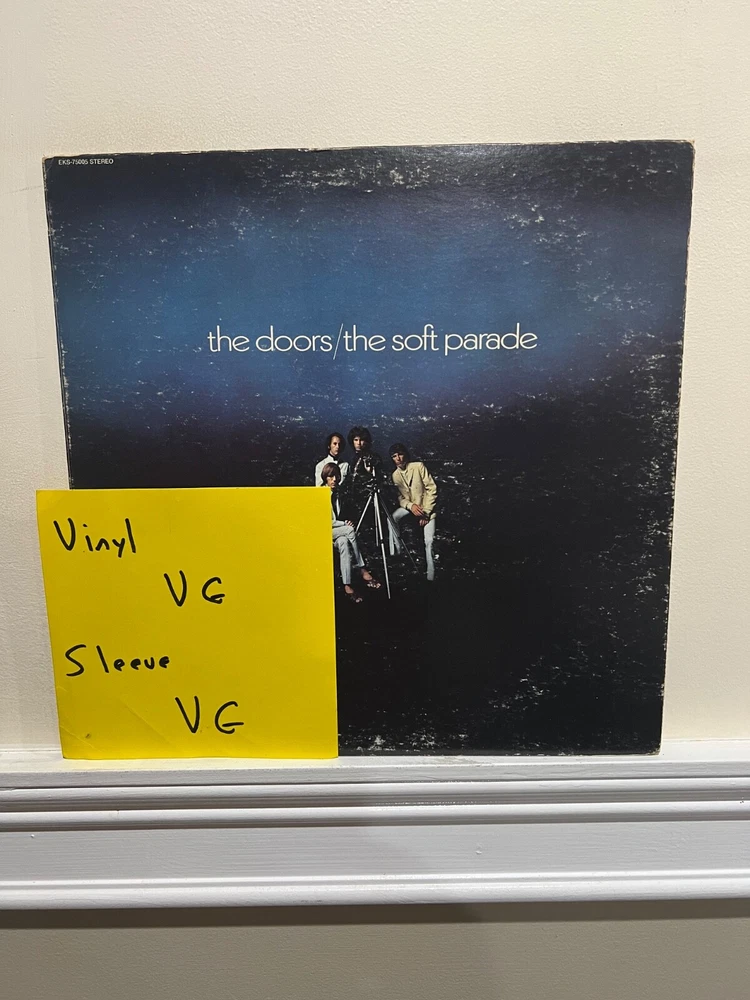 EKS-75005 STEREO
the doors/the soft parade
Vinyl
VG
Sleeve
VG